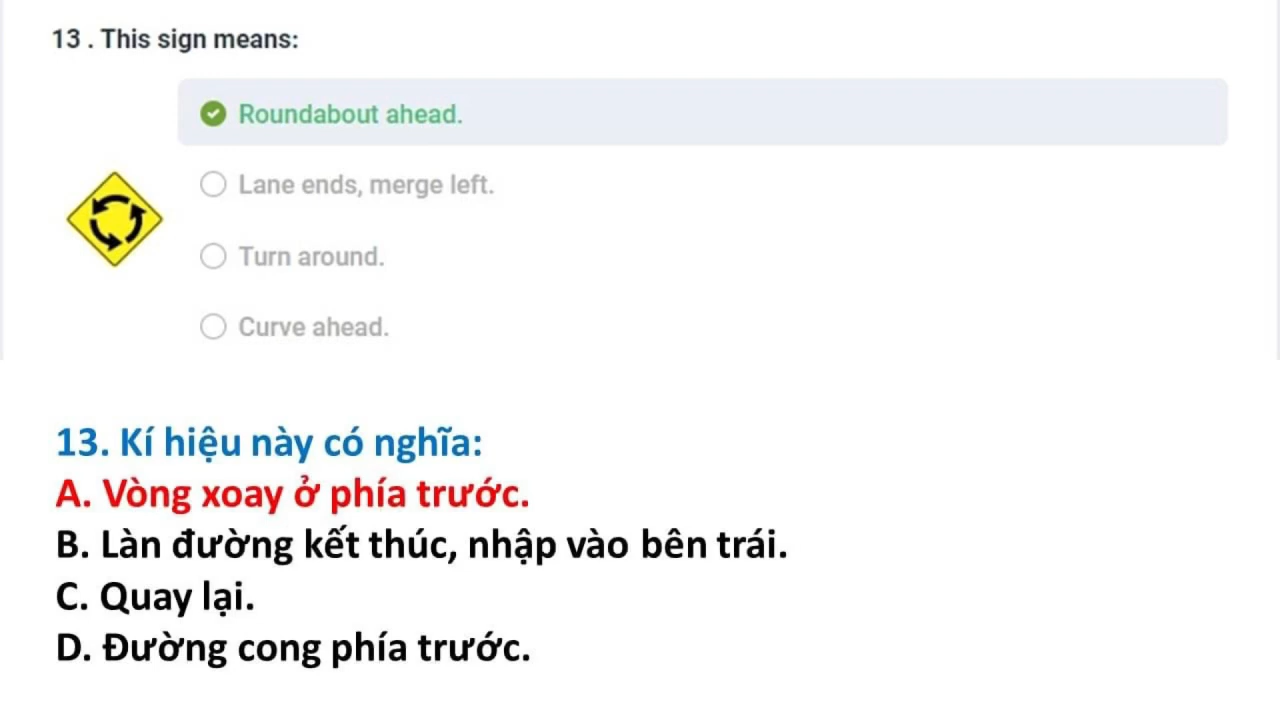 13 . This sign means:
Roundabout ahead.
Lane ends, merge left.
Turn around.
Curve ahead.
13. Kí hiệu này có nghĩa:
A. Vòng xoay ở phía trước.
B. Làn đường kết thúc, nhập vào bên trái.
C. Quay lại.
D. Đường cong phía trước.